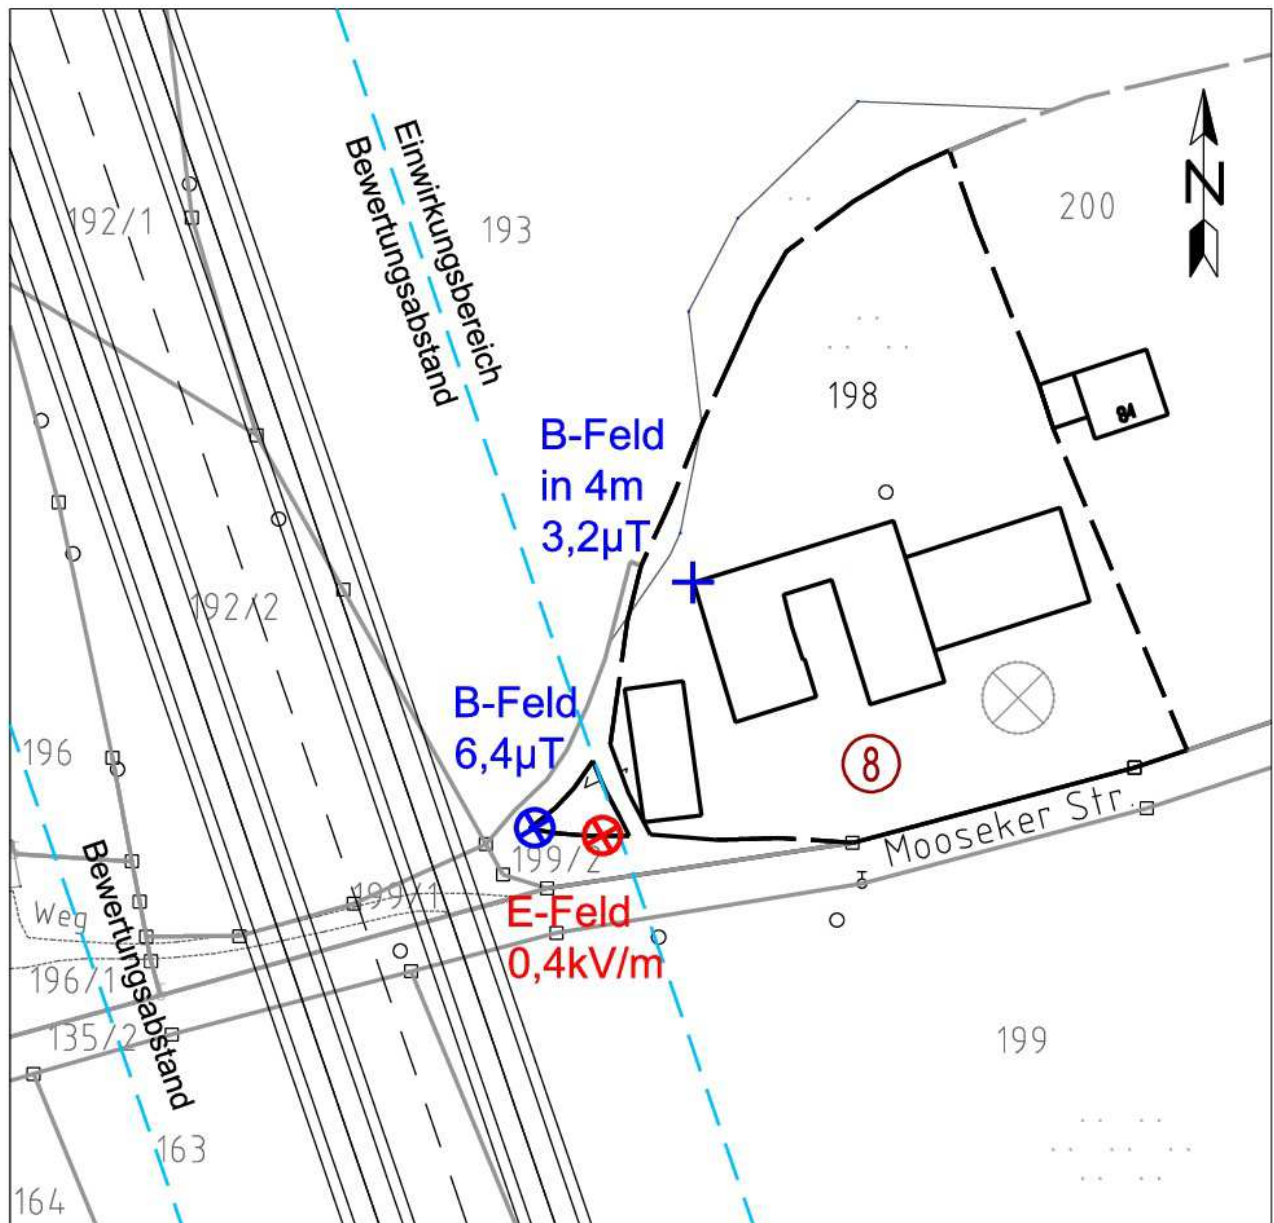 192/1
Einwirkungsbereich
Bewertungsabstand
193
N
200
198
84
B-Feld
in 4m
3,2µT
192/2
B-Feld
6,4µT
196
8
Mooseker Str.
199/2
199/1
Weg
E-Feld
0,4kV/m
Bewertungsabstand
196/1
135/2
199
163
164